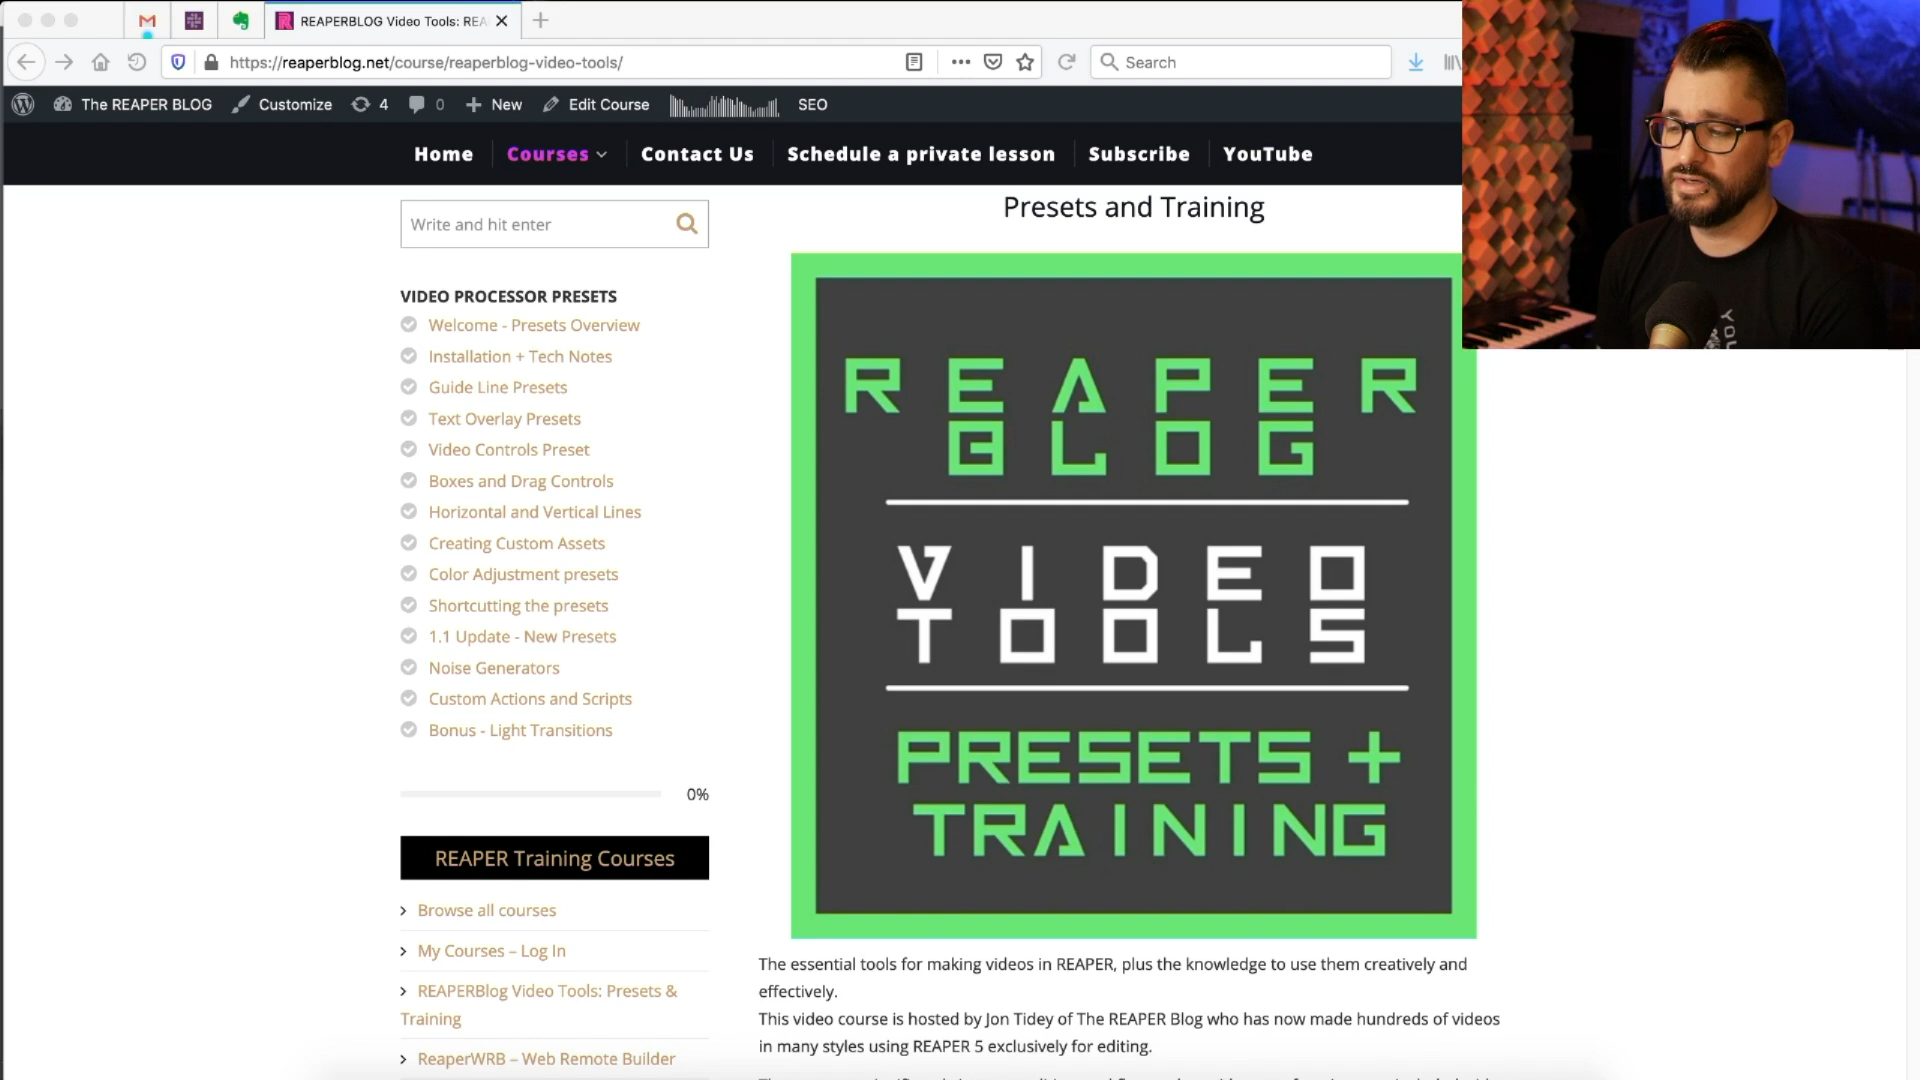 REAPERBLOG Video Tools: REA
https://reaperblog.net/course/reaperblog-video-tools/
Search
The REAPER BLOG
Customize
4
0
New
Edit Course
SEO
Home
Courses
Contact Us
Schedule a private lesson
Subscribe
YouTube
Write and hit enter
VIDEO PROCESSOR PRESETS
Welcome - Presets Overview
Installation + Tech Notes
Guide Line Presets
Text Overlay Presets
Video Controls Preset
Boxes and Drag Controls
Horizontal and Vertical Lines
Creating Custom Assets
Color Adjustment presets
Shortcutting the presets
1.1 Update - New Presets
Noise Generators
Custom Actions and Scripts
Bonus - Light Transitions
0%
REAPER Training Courses
Browse all courses
My Courses – Log In
REAPERBlog Video Tools: Presets &
Training
ReaperWRB – Web Remote Builder
Presets and Training
REAPER
BLOG
VIDEO
TOOLS
PRESETS +
TRAINING
The essential tools for making videos in REAPER, plus the knowledge to use them creatively and
effectively.
This video course is hosted by Jon Tidey of The REAPER Blog who has now made hundreds of videos
in many styles using REAPER 5 exclusively for editing.
YOU